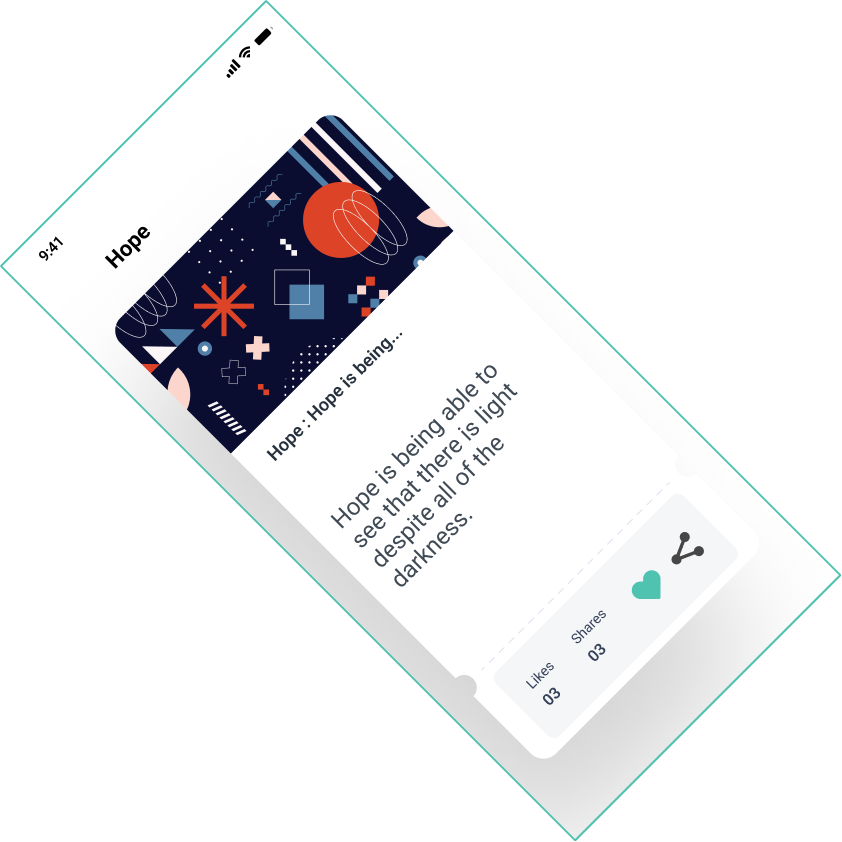 9:41
Hope
Hope : Hope is being...
Hope is being able to
see that there is light
despite all of the
darkness.
Likes
03
Shares
03